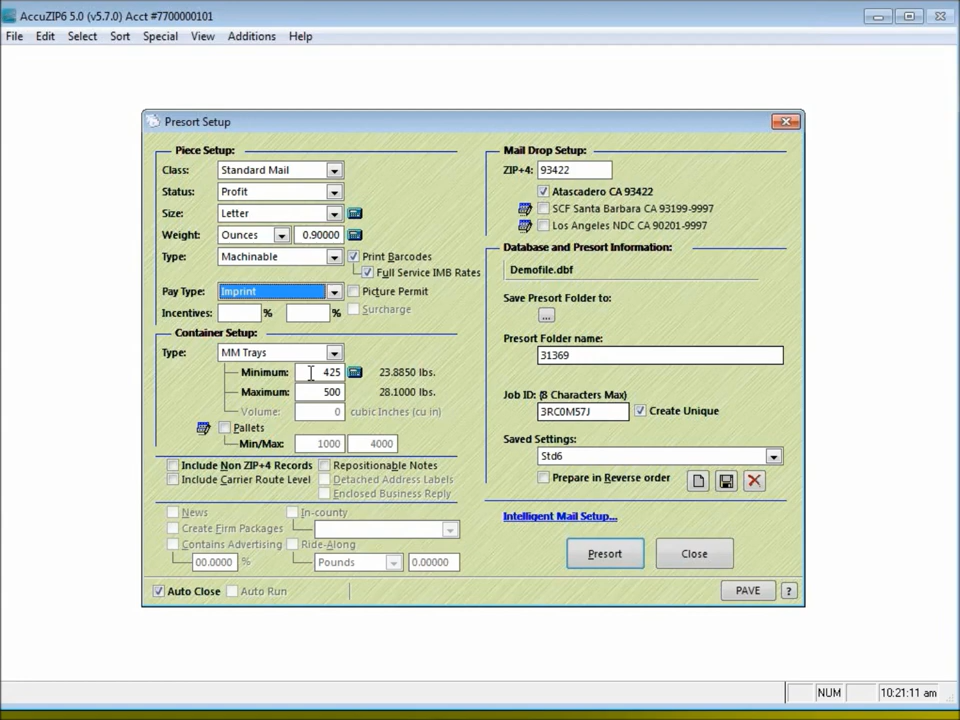 AccuZIP6 5.0 (v5.7.0) Acct #7700000101
File Edit Select Sort Special View Additions Help
Presort Setup
Piece Setup:
Class: Standard Mail
Status: Profit
Size: Letter
Weight: Ounces 0.90000
Type: Machinable Print Barcodes
Full Service IMB Rates
Pay Type: Imprint Picture Permit
Incentives: % % Surcharge
Container Setup:
Type: MM Trays
Minimum: 425 23.8850 lbs.
Maximum: 500 28.1000 lbs.
Volume: 0 cubic Inches (cu in)
Pallets
Min/Max: 1000 4000
Include Non ZIP+4 Records Repositionable Notes
Include Carrier Route Level Detached Address Labels
Enclosed Business Reply
News In-county
Create Firm Packages
Contains Advertising Ride-Along
00.0000 % Pounds 0.00000
Auto Close Auto Run
Mail Drop Setup:
ZIP+4: 93422
Atascadero CA 93422
SCF Santa Barbara CA 93199-9997
Los Angeles NDC CA 90201-9997
Database and Presort Information:
Demofile.dbf
Save Presort Folder to:
...
Presort Folder name:
31369
Job ID: (8 Characters Max)
3RC0M57J Create Unique
Saved Settings:
Std6
Prepare in Reverse order
Intelligent Mail Setup...
Presort Close
PAVE ?
NUM 10:21:11 am